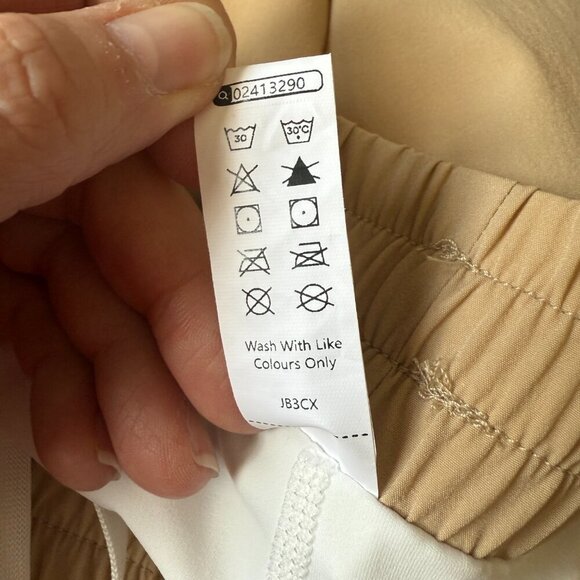 02413290
30 30°C
Wash With Like
Colours Only
JB3CX